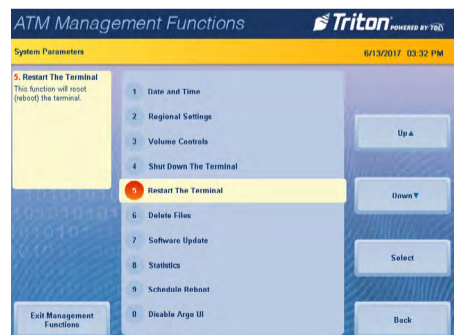 ATM Management Functions
Triton POWERED BY TDL
System Parameters
6/13/2017 03:32 PM
5. Restart The Terminal
This function will reset
(reboot) the terminal.
1 Date and Time
2 Regional Settings
3 Volume Controls
4 Shut Down The Terminal
5 Restart The Terminal
6 Delete Files
7 Software Update
8 Statistics
9 Schedule Reboot
0 Disable Argo UI
Up ▲
Down ▼
Select
Back
Exit Management
Functions